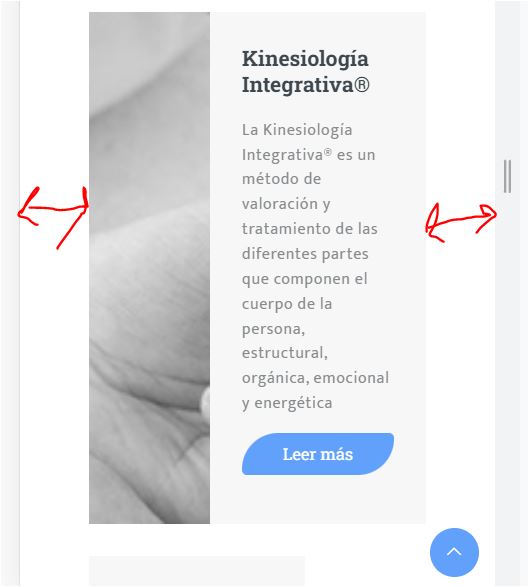 Kinesiología
Integrativa®
La Kinesiología
Integrativa® es un
método de
valoración y
tratamiento de las
diferentes partes
que componen el
cuerpo de la
persona,
estructural,
orgánica, emocional
y energética
Leer más